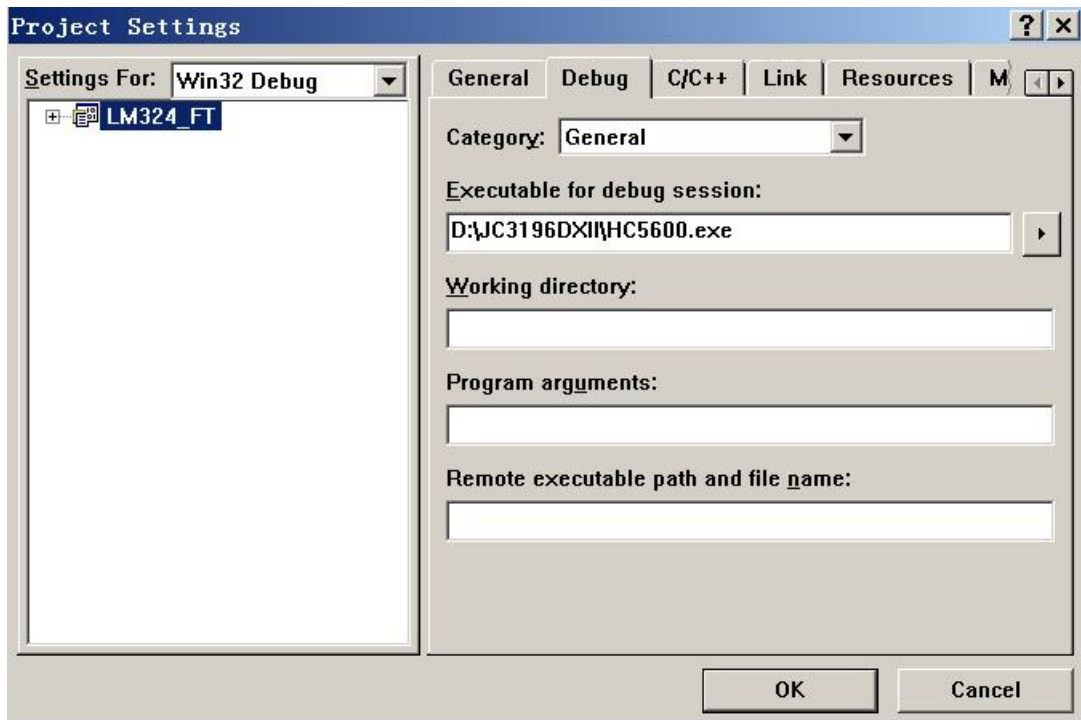 Project Settings
Settings For: Win32 Debug
LM324_FT
General Debug C/C++ Link Resources M
Category: General
Executable for debug session:
D:\JC3196DXII\HC5600.exe
Working directory:
Program arguments:
Remote executable path and file name:
OK Cancel